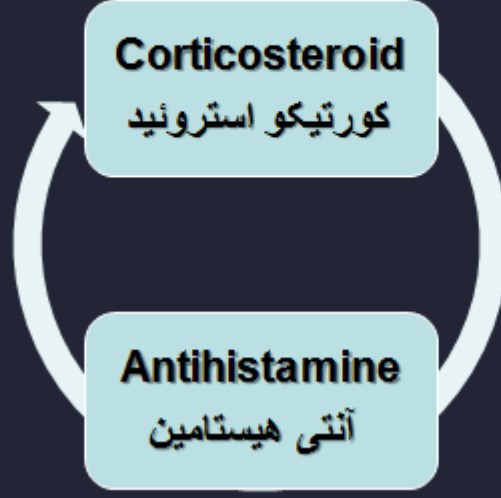 Corticosteroid
کورتیکو استروئید
Antihistamine
آنتی هیستامین